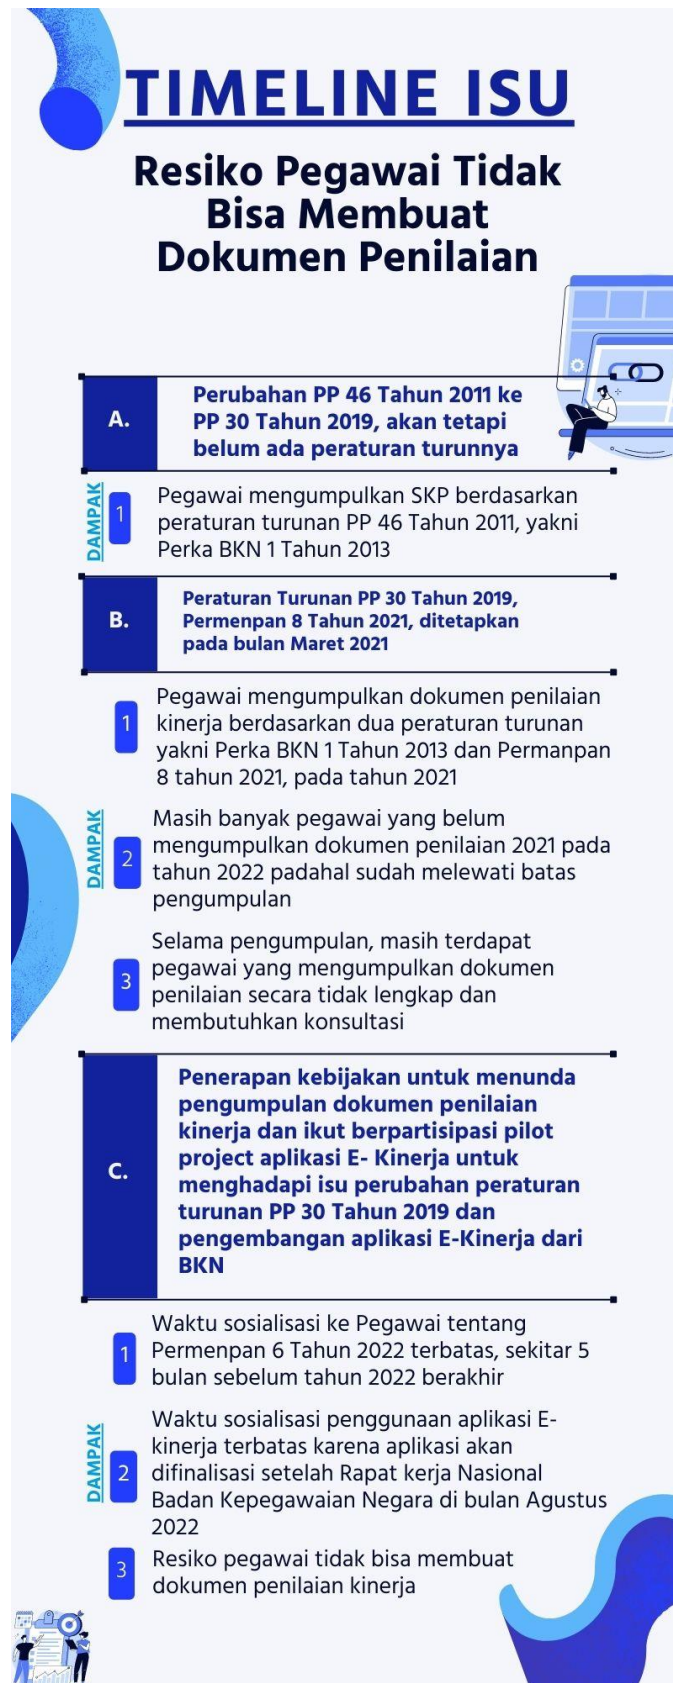 TIMELINE ISU
Resiko Pegawai Tidak
Bisa Membuat
Dokumen Penilaian
A.
Perubahan PP 46 Tahun 2011 ke
PP 30 Tahun 2019, akan tetapi
belum ada peraturan turunnya
DAMPAK
1
Pegawai mengumpulkan SKP berdasarkan
peraturan turunan PP 46 Tahun 2011, yakni
Perka BKN 1 Tahun 2013
B.
Peraturan Turunan PP 30 Tahun 2019,
Permenpan 8 Tahun 2021, ditetapkan
pada bulan Maret 2021
DAMPAK
1
Pegawai mengumpulkan dokumen penilaian
kinerja berdasarkan dua peraturan turunan
yakni Perka BKN 1 Tahun 2013 dan Permanpan
8 tahun 2021, pada tahun 2021
2
Masih banyak pegawai yang belum
mengumpulkan dokumen penilaian 2021 pada
tahun 2022 padahal sudah melewati batas
pengumpulan
3
Selama pengumpulan, masih terdapat
pegawai yang mengumpulkan dokumen
penilaian secara tidak lengkap dan
membutuhkan konsultasi
C.
Penerapan kebijakan untuk menunda
pengumpulan dokumen penilaian
kinerja dan ikut berpartisipasi pilot
project aplikasi E- Kinerja untuk
menghadapi isu perubahan peraturan
turunan PP 30 Tahun 2019 dan
pengembangan aplikasi E-Kinerja dari
BKN
DAMPAK
1
Waktu sosialisasi ke Pegawai tentang
Permenpan 6 Tahun 2022 terbatas, sekitar 5
bulan sebelum tahun 2022 berakhir
2
Waktu sosialisasi penggunaan aplikasi E-
kinerja terbatas karena aplikasi akan
difinalisasi setelah Rapat kerja Nasional
Badan Kepegawaian Negara di bulan Agustus
2022
3
Resiko pegawai tidak bisa membuat
dokumen penilaian kinerja